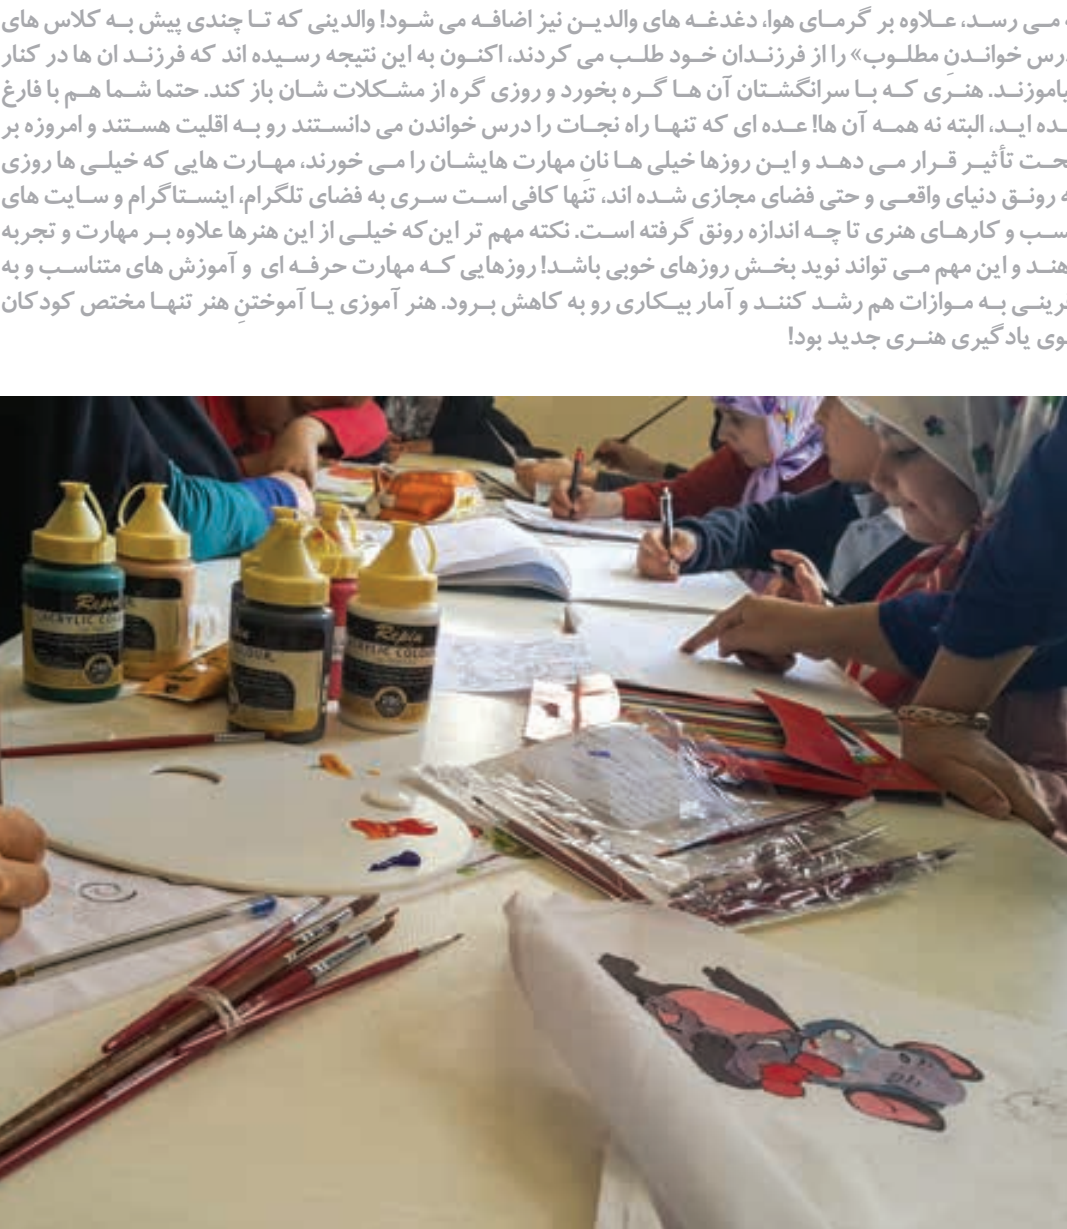 می رسد، علاوه بر گرمای هوا، دغدغه های والدین نیز اضافه می شود! والدینی که تا چندی پیش به کلاس های
درس خواندنِ مطلوب» را از فرزندان خود طلب می کردند، اکنون به این نتیجه رسیده اند که فرزند ان ها در کنار
بیاموزند. هنری که با سرانگشتان آن ها گره بخورد و روزی گره از مشکلات شان باز کند. حتما شما هم با فارغ
ید، البته نه همه آن ها! عده ای که تنها راه نجات را درس خواندن می دانستند رو به اقلیت هستند و امروزه بر
تحت تأثیر قرار می دهد و این روزها خیلی ها نانِ مهارت هایشان را می خورند، مهارت هایی که خیلی ها روزی
رونق دنیای واقعی و حتی فضای مجازی شده اند، تنها کافی است سری به فضای تلگرام، اینستاگرام و سایت های
کسب و کارهای هنری تا چه اندازه رونق گرفته است. نکته مهم تر این که خیلی از این هنرها علاوه بر مهارت و تجربه
و این مهم می تواند نوید بخش روزهای خوبی باشد! روزهایی که مهارت حرفه ای و آموزش های متناسب و به
به موازات هم رشد کنند و آمار بیکاری رو به کاهش برود. هنر آموزی یا آموختنِ هنر تنها مختص کودکان
یادگیری هنری جدید بود!
Repin
ACRYLIC COLOUR
280
OUR
Repin
ACRYLIC COLOUR
280